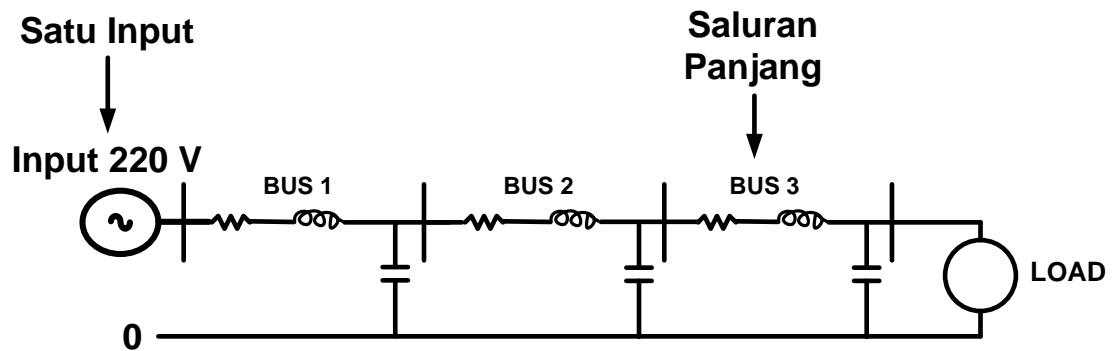 Satu Input
Saluran
Panjang
Input 220 V
BUS 1
BUS 2
BUS 3
LOAD
0